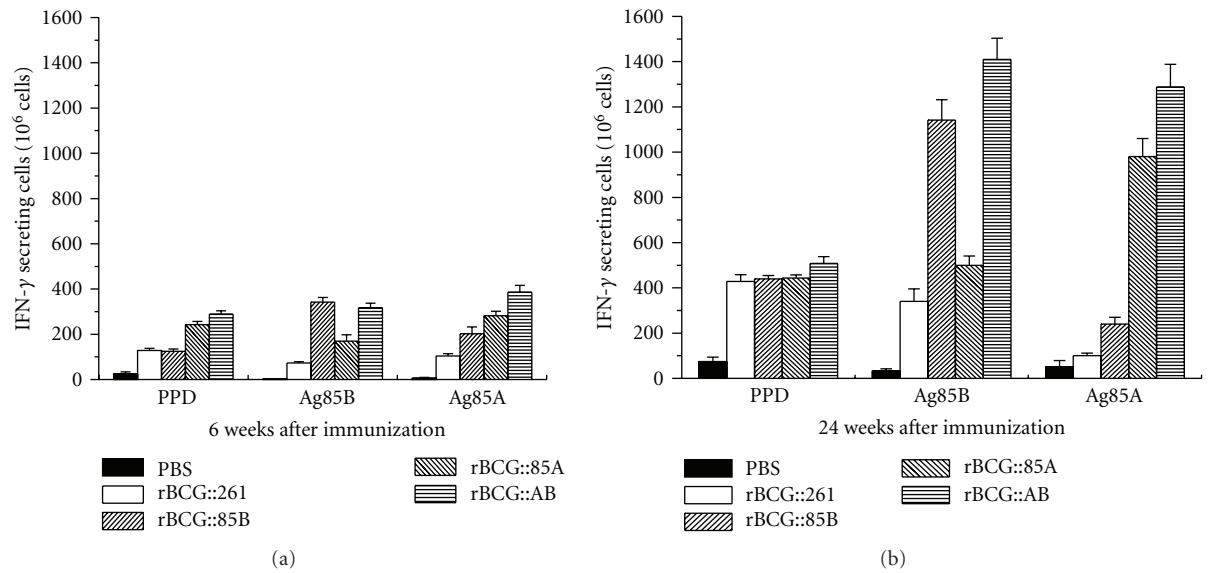 1600
1400
1200
1000
800
600
400
200
0
IFN-γ secreting cells (10⁶ cells)
PPD Ag85B Ag85A
6 weeks after immunization
PBS
rBCG::261
rBCG::85B
rBCG::85A
rBCG::AB
(a)
1600
1400
1200
1000
800
600
400
200
0
IFN-γ secreting cells (10⁶ cells)
PPD Ag85B Ag85A
24 weeks after immunization
PBS
rBCG::261
rBCG::85B
rBCG::85A
rBCG::AB
(b)